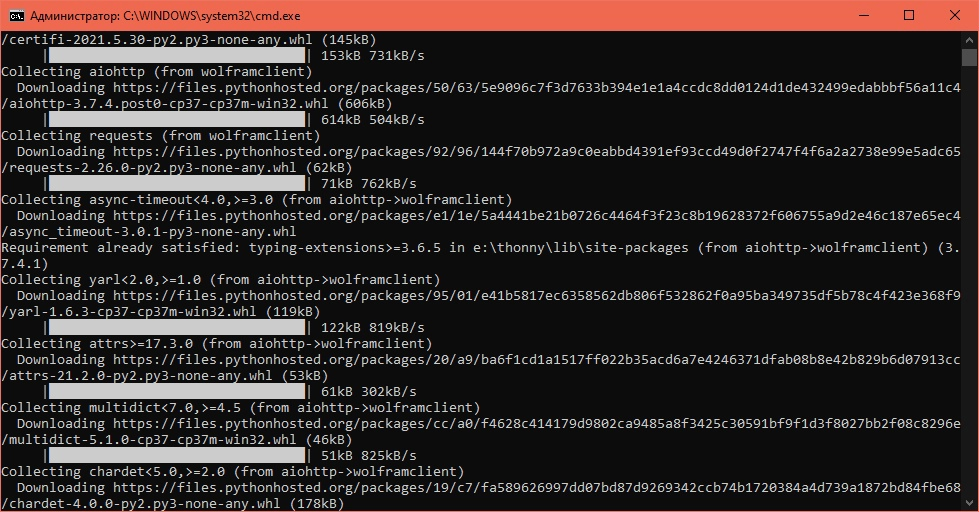 Администратор: C:\WINDOWS\system32\cmd.exe
/certifi-2021.5.30-py2.py3-none-any.whl (145kB)
| | 153kB 731kB/s
Collecting aiohttp (from wolframclient)
Downloading https://files.pythonhosted.org/packages/50/63/5e9096c7f3d7633b394e1e1a4ccdc8dd0124d1de432499edabbbf56a11c4
/aiohttp-3.7.4.post0-cp37-cp37m-win32.whl (606kB)
| | 614kB 504kB/s
Collecting requests (from wolframclient)
Downloading https://files.pythonhosted.org/packages/92/96/144f70b972a9c0eabbd4391ef93ccd49d0f2747f4f6a2a2738e99e5adc65
/requests-2.26.0-py2.py3-none-any.whl (62kB)
| | 71kB 762kB/s
Collecting async-timeout<4.0,>=3.0 (from aiohttp->wolframclient)
Downloading https://files.pythonhosted.org/packages/e1/1e/5a4441be21b0726c4464f3f23c8b19628372f606755a9d2e46c187e65ec4
/async_timeout-3.0.1-py3-none-any.whl
Requirement already satisfied: typing-extensions>=3.6.5 in e:\thonny\lib\site-packages (from aiohttp->wolframclient) (3.
7.4.1)
Collecting yarl<2.0,>=1.0 (from aiohttp->wolframclient)
Downloading https://files.pythonhosted.org/packages/95/01/e41b5817ec6358562db806f532862f0a95ba349735df5b78c4f423e368f9
/yarl-1.6.3-cp37-cp37m-win32.whl (119kB)
| | 122kB 819kB/s
Collecting attrs>=17.3.0 (from aiohttp->wolframclient)
Downloading https://files.pythonhosted.org/packages/20/a9/ba6f1cd1a1517ff022b35acd6a7e4246371dfab08b8e42b829b6d07913cc
/attrs-21.2.0-py2.py3-none-any.whl (53kB)
| | 61kB 302kB/s
Collecting multidict<7.0,>=4.5 (from aiohttp->wolframclient)
Downloading https://files.pythonhosted.org/packages/cc/a0/f4628c414179d9802ca9485a8f3425c30591bf9f1d3f8027bb2f08c8296e
/multidict-5.1.0-cp37-cp37m-win32.whl (46kB)
| | 51kB 825kB/s
Collecting chardet<5.0,>=2.0 (from aiohttp->wolframclient)
Downloading https://files.pythonhosted.org/packages/19/c7/fa589626997dd07bd87d9269342ccb74b1720384a4d739a1872bd84fbe68
/chardet-4.0.0-py2.py3-none-any.whl (178kB)